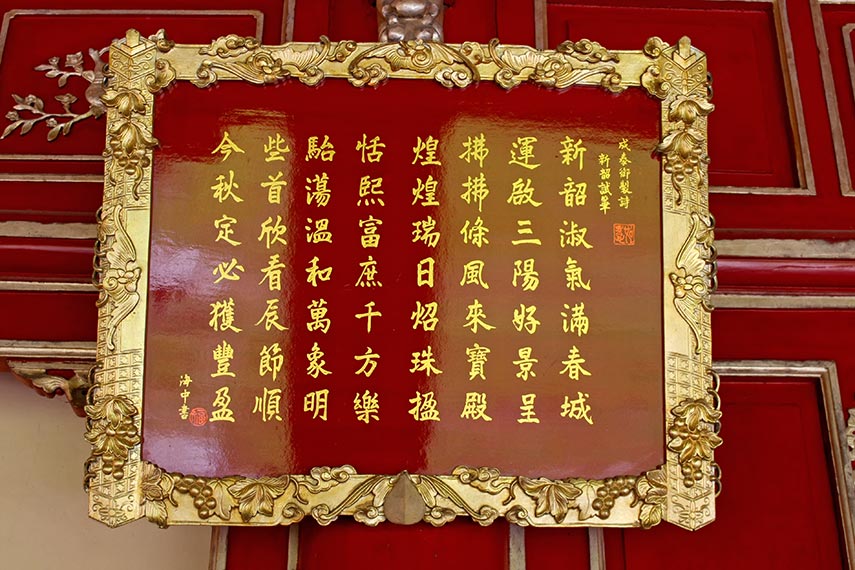 成泰御製詩
新韶試筆
新韶淑氣滿春城
運啟三陽好景呈
拂拂條風來寶殿
煌煌瑞日炤珠楹
恬熙富庶千方樂
駘蕩溫和萬象明
些首欣看辰節順
今秋定必獲豐盈
海中書